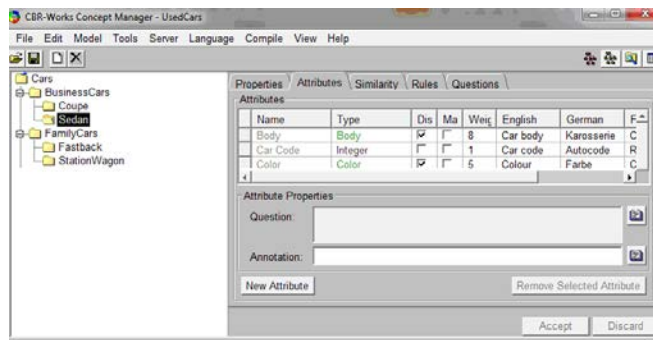 CBR-Works Concept Manager - UsedCars
File Edit Model Tools Server Language Compile View Help
Cars
BusinessCars
Coupe
Sedan
FamilyCars
Fastback
StationWagon
Properties Attributes Similarity Rules Questions
Attributes
Name Type Dis Ma Weig English German F
Body Body 8 Car body Karosserie C
Car Code Integer 1 Car code Autocode R
Color Color 5 Colour Farbe C
Attribute Properties
Question:
Annotation:
New Attribute Remove Selected Attribute
Accept Discard